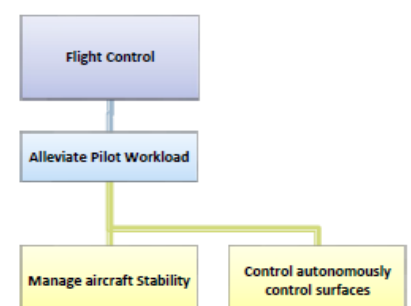 Flight Control
Alleviate Pilot Workload
Manage aircraft Stability
Control autonomously
control surfaces